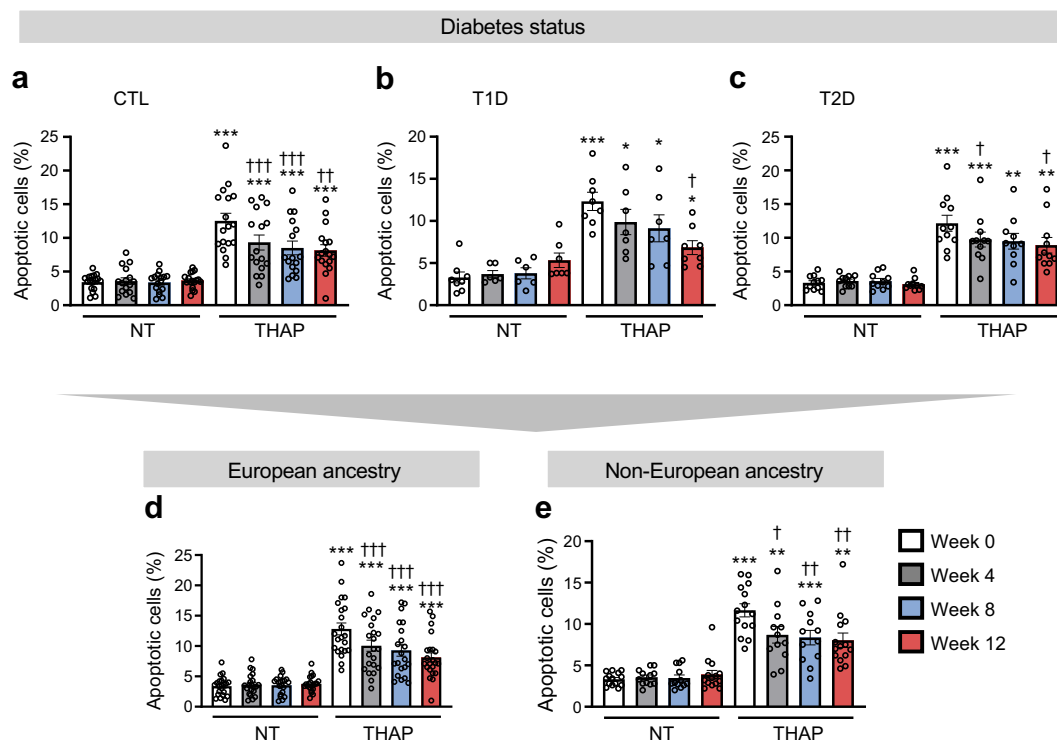 Diabetes status
a
CTL
b
T1D
c
T2D
Apoptotic cells (%)
25
20
15
10
5
0
***
†††
***
†††
***
††
***
NT
THAP
Apoptotic cells (%)
20
15
10
5
0
***
*
*
†
*
NT
THAP
Apoptotic cells (%)
25
20
15
10
5
0
***
†
***
**
†
**
NT
THAP
European ancestry
Non-European ancestry
d
Apoptotic cells (%)
25
20
15
10
5
0
***
†††
***
†††
***
†††
***
NT
THAP
e
Apoptotic cells (%)
20
15
10
5
0
***
†
**
††
***
††
**
NT
THAP
Week 0
Week 4
Week 8
Week 12